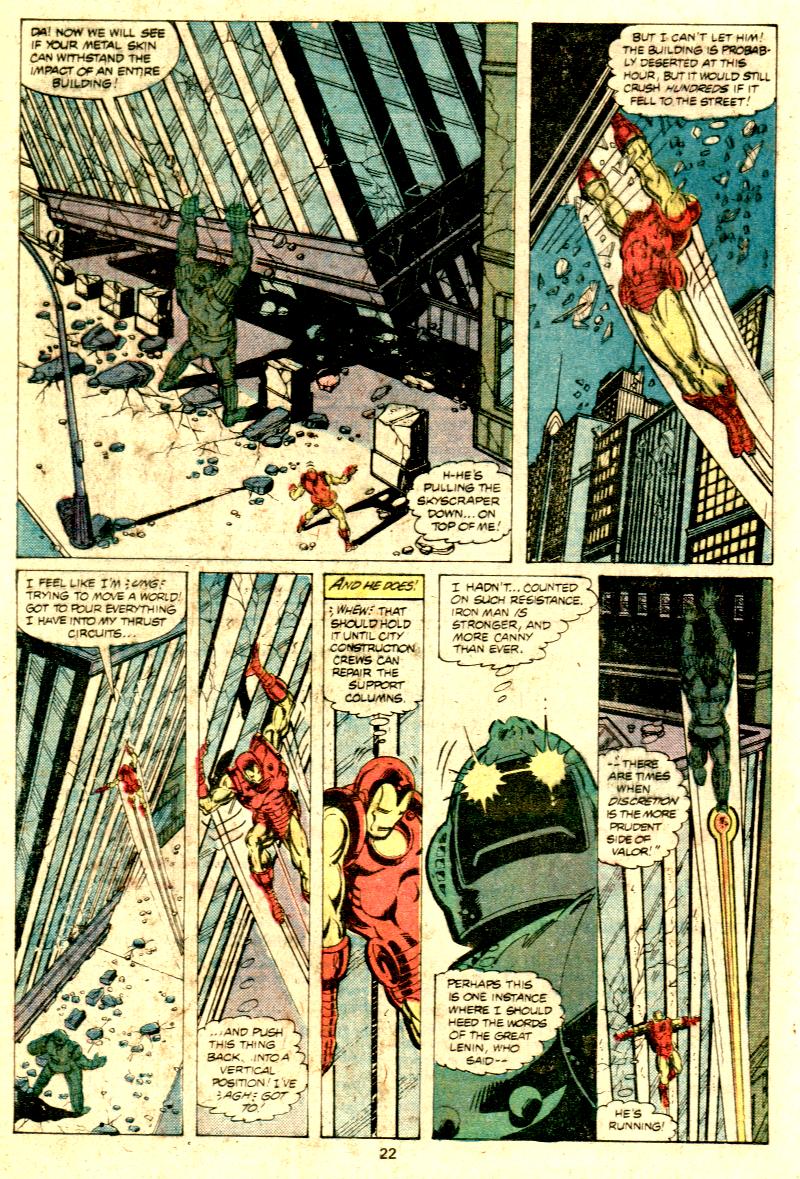 DA! NOW WE WILL SEE
IF YOUR METAL SKIN
CAN WITHSTAND THE
IMPACT OF AN ENTIRE
BUILDING!
H-HE'S
PULLING THE
SKYSCRAPER
DOWN... ON
TOP OF ME!
BUT I CAN'T LET HIM!
THE BUILDING IS PROBAB-
LY DESERTED AT THIS
HOUR, BUT IT WOULD STILL
CRUSH HUNDREDS IF IT
FELL TO THE STREET!
I FEEL LIKE I'M ;UNG;
TRYING TO MOVE A WORLD!
GOT TO POUR EVERYTHING
I HAVE INTO MY THRUST
CIRCUITS...
...AND PUSH
THIS THING
BACK INTO A
VERTICAL
POSITION! I'VE
;AGH; GOT
TO!
AND HE DOES!
;WHEW; THAT
SHOULD HOLD
IT UNTIL CITY
CONSTRUCTION
CREWS CAN
REPAIR THE
SUPPORT
COLUMNS.
I HADN'T... COUNTED
ON SUCH RESISTANCE.
IRON MAN IS
STRONGER, AND
MORE CANNY
THAN EVER.
PERHAPS THIS
IS ONE INSTANCE
WHERE I SHOULD
HEED THE WORDS
OF THE GREAT
LENIN, WHO
SAID--
--THERE
ARE TIMES
WHEN
DISCRETION
IS THE MORE
PRUDENT
SIDE OF
VALOR!"
HE'S
RUNNING!
22